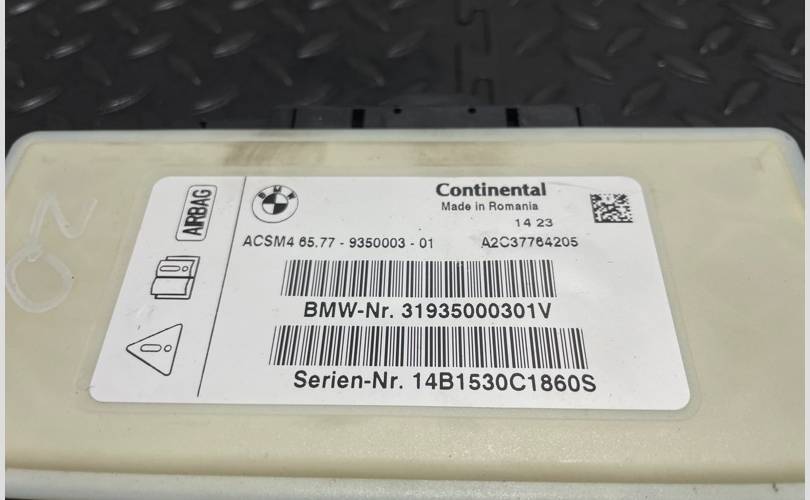 AIRBAG
BMW
Continental
Made in Romania
14 23
ACSM4 65.77 - 9350003 - 01
A2C37764205
BMW-Nr. 31935000301V
Serien-Nr. 14B1530C1860S